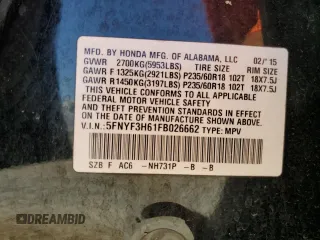 MFD. BY HONDA MFG. OF ALABAMA, LLC 02/'15
GVWR 2700KG(5953LBS) TIRE SIZE RIM SIZE
GAWR F 1325KG(2921LBS) P235/60R18 102T 18X7.5J
GAWR R 1450KG(3197LBS) P235/60R18 102T 18X7.5J
THIS VEHICLE CONFORMS TO ALL APPLICABLE
FEDERAL MOTOR VEHICLE SAFETY AND THEFT
PREVENTION STANDARDS IN EFFECT ON THE DATE
OF MANUFACTURE SHOWN ABOVE.
V.I.N.: 5FNYF3H61FB026662 TYPE: MPV
SZB F AC6 -NH731P -B -B
© DREAMBID